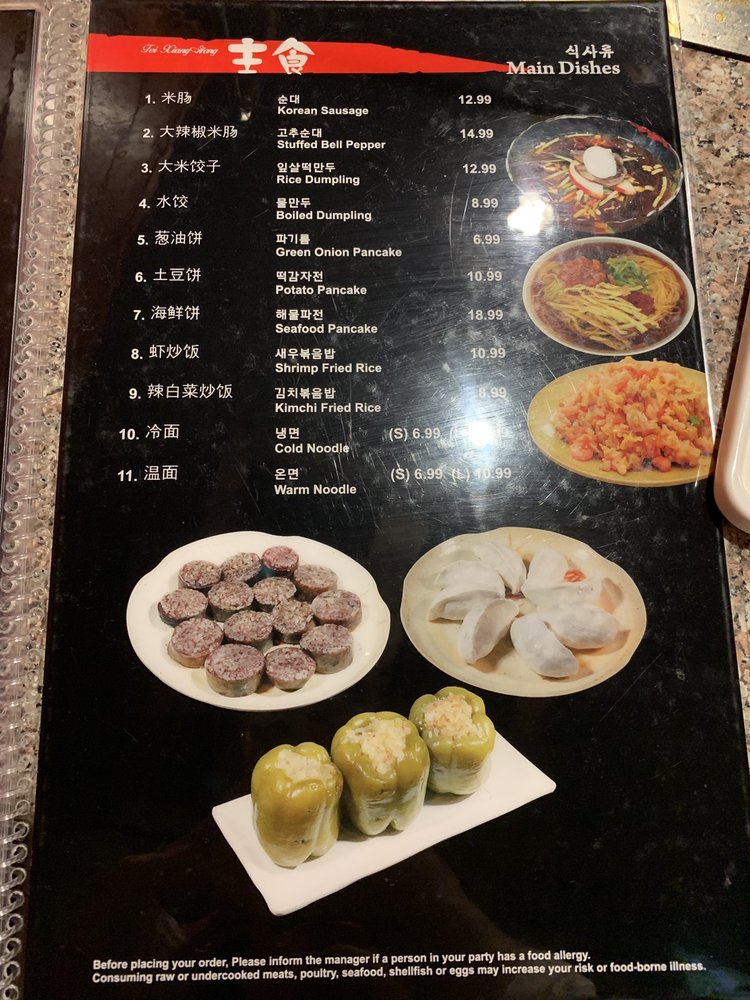 Fei Xiang Wang 主食 식사류
Main Dishes
1. 米肠 순대 12.99
Korean Sausage
2. 大辣椒米肠 고추순대 14.99
Stuffed Bell Pepper
3. 大米饺子 잎살떡만두 12.99
Rice Dumpling
4. 水饺 물만두 8.99
Boiled Dumpling
5. 葱油饼 파기름 6.99
Green Onion Pancake
6. 土豆饼 떡감자전 10.99
Potato Pancake
7. 海鲜饼 해물파전 18.99
Seafood Pancake
8. 虾炒饭 새우볶음밥 10.99
Shrimp Fried Rice
9. 辣白菜炒饭 김치볶음밥 8.99
Kimchi Fried Rice
10. 冷面 냉면 (S) 6.99
Cold Noodle
11. 温面 온면 (S) 6.99 (L) 10.99
Warm Noodle
Before placing your order, Please inform the manager if a person in your party has a food allergy.
Consuming raw or undercooked meats, poultry, seafood, shellfish or eggs may increase your risk or food-borne illness.